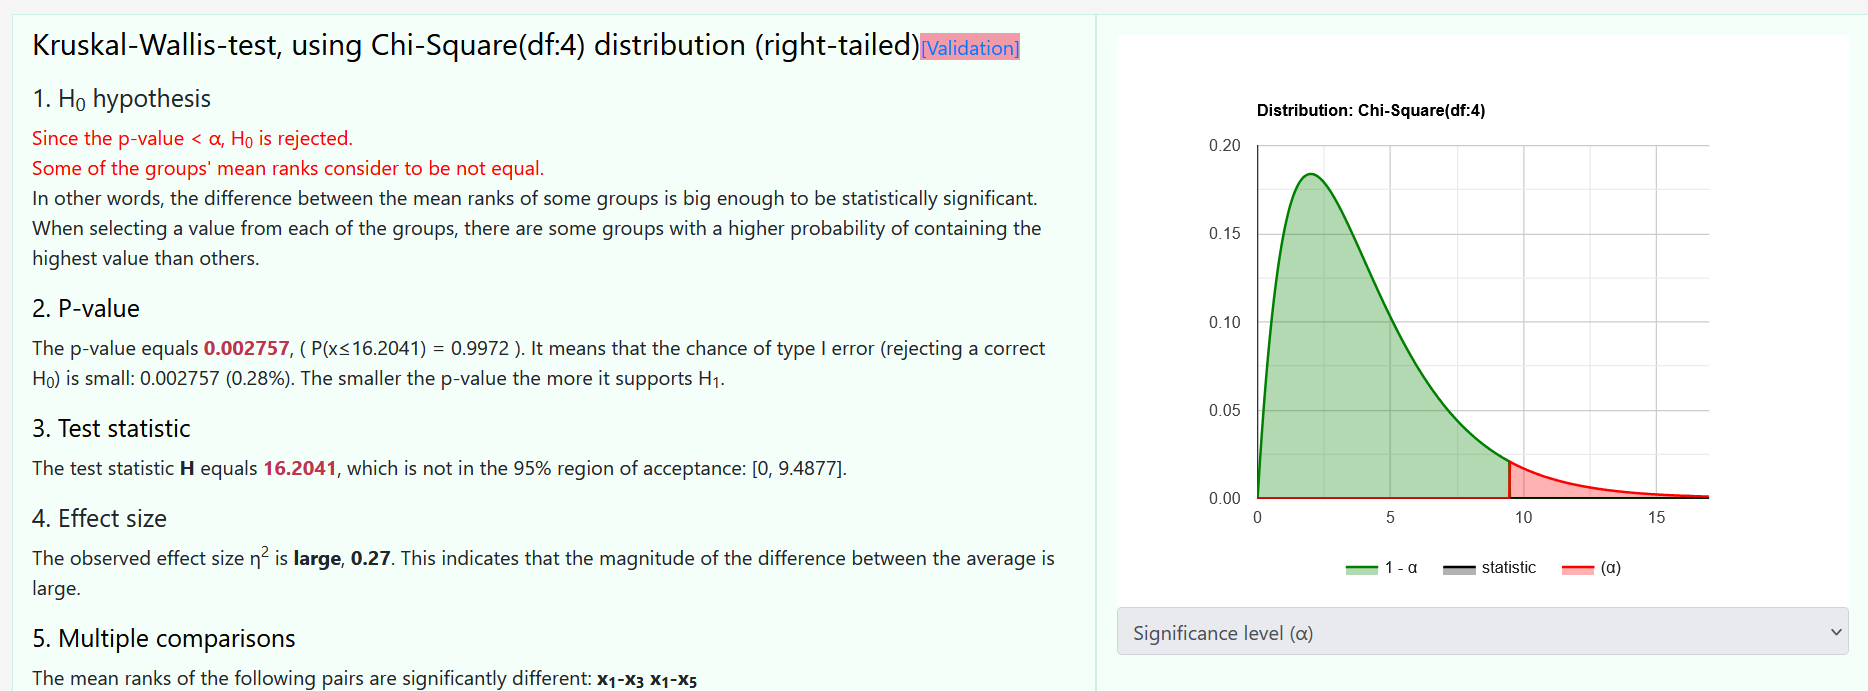 Kruskal-Wallis-test, using Chi-Square(df:4) distribution (right-tailed)[Validation]
1. H₀ hypothesis
Since the p-value < α, H₀ is rejected.
Some of the groups' mean ranks consider to be not equal.
In other words, the difference between the mean ranks of some groups is big enough to be statistically significant.
When selecting a value from each of the groups, there are some groups with a higher probability of containing the
highest value than others.
2. P-value
The p-value equals 0.002757, ( P(x≤16.2041) = 0.9972 ). It means that the chance of type I error (rejecting a correct
H₀) is small: 0.002757 (0.28%). The smaller the p-value the more it supports H₁.
3. Test statistic
The test statistic H equals 16.2041, which is not in the 95% region of acceptance: [0, 9.4877].
4. Effect size
The observed effect size η² is large, 0.27. This indicates that the magnitude of the difference between the average is
large.
5. Multiple comparisons
The mean ranks of the following pairs are significantly different: x₁-x₃ x₁-x₅
Distribution: Chi-Square(df:4)
0.20
0.15
0.10
0.05
0.00
0 5 10 15
1 - α statistic (α)
Significance level (α)